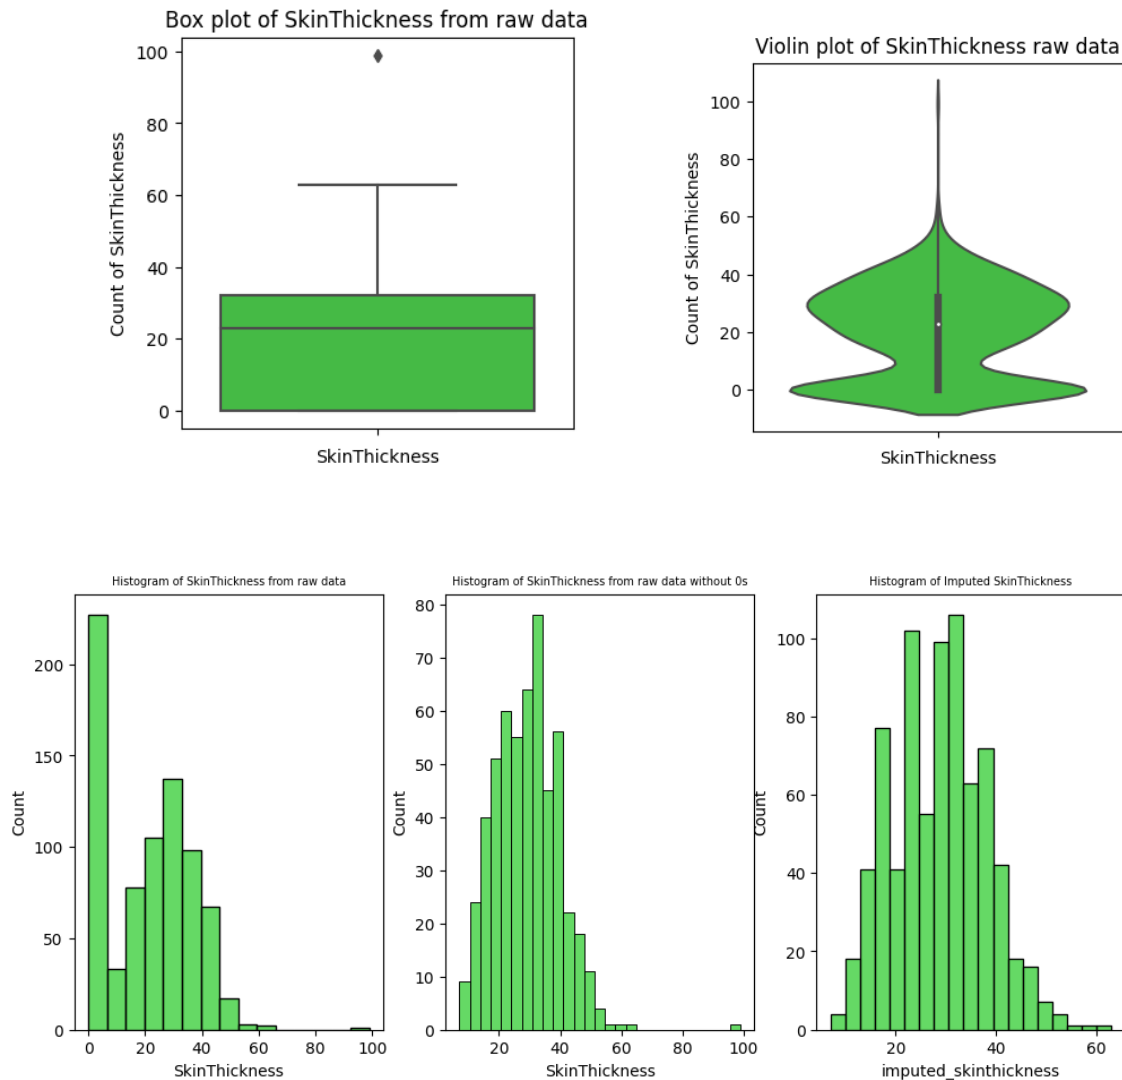 Box plot of SkinThickness from raw data
100
80
60
40
20
0
Count of SkinThickness
SkinThickness
Violin plot of SkinThickness raw data
100
80
60
40
20
0
Count of SkinThickness
SkinThickness
Histogram of SkinThickness from raw data
200
150
100
50
0
Count
0 20 40 60 80 100
SkinThickness
Histogram of SkinThickness from raw data without 0s
80
70
60
50
40
30
20
10
0
Count
20 40 60 80 100
SkinThickness
Histogram of Imputed SkinThickness
100
80
60
40
20
0
Count
20 40 60
imputed_skinthickness